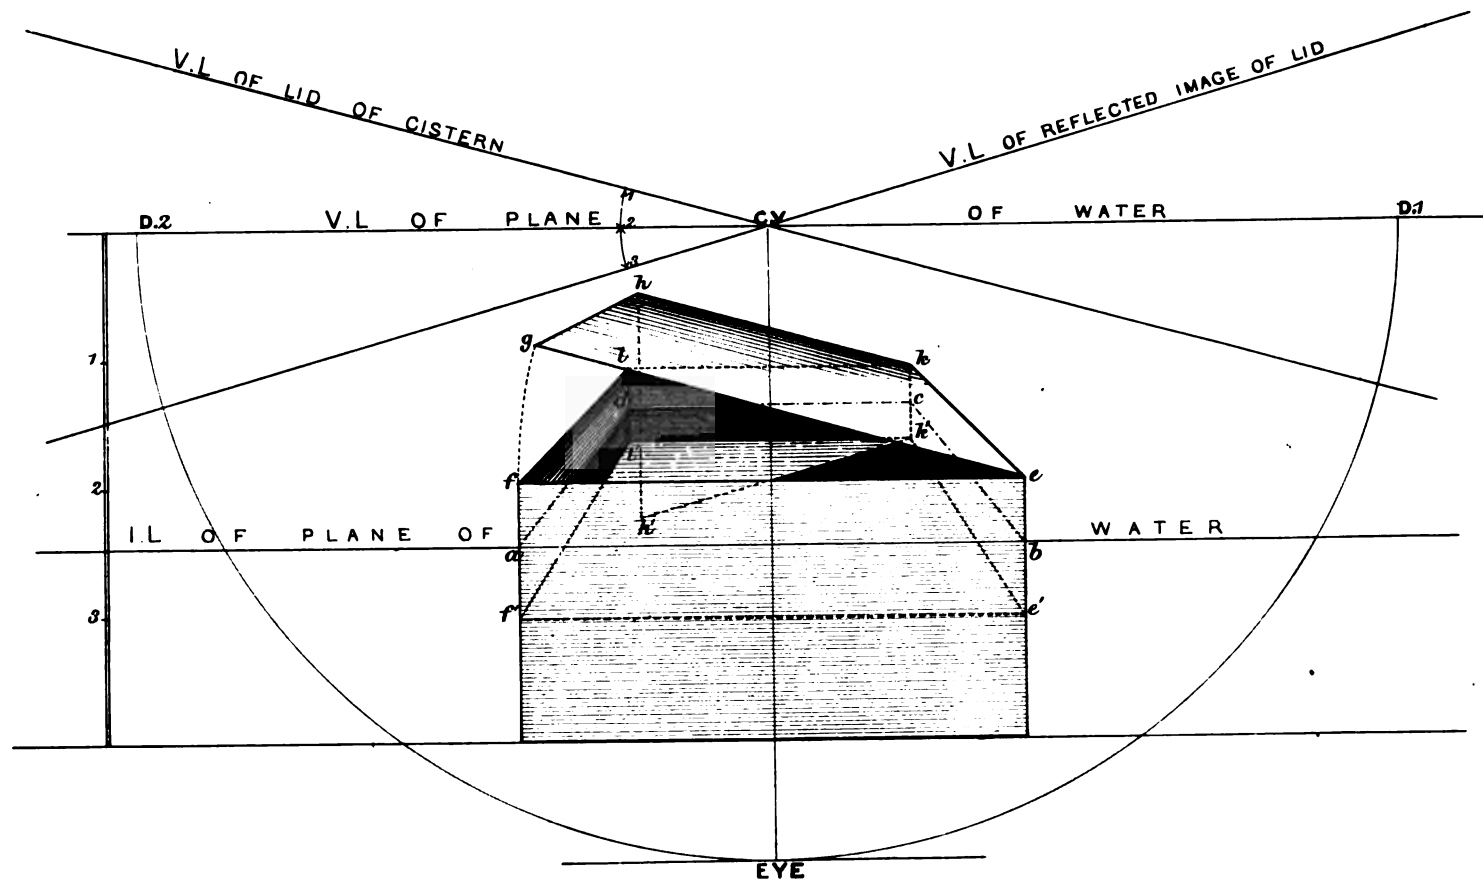 V.L OF LID OF CISTERN
V.L OF REFLECTED IMAGE OF LID
D.2 V.L OF PLANE C.V OF WATER D.1
1
2
3
h
g l k
1
d c
k'
l'
f e
2
h'
I.L OF PLANE OF WATER
a b
f' e'
3
EYE